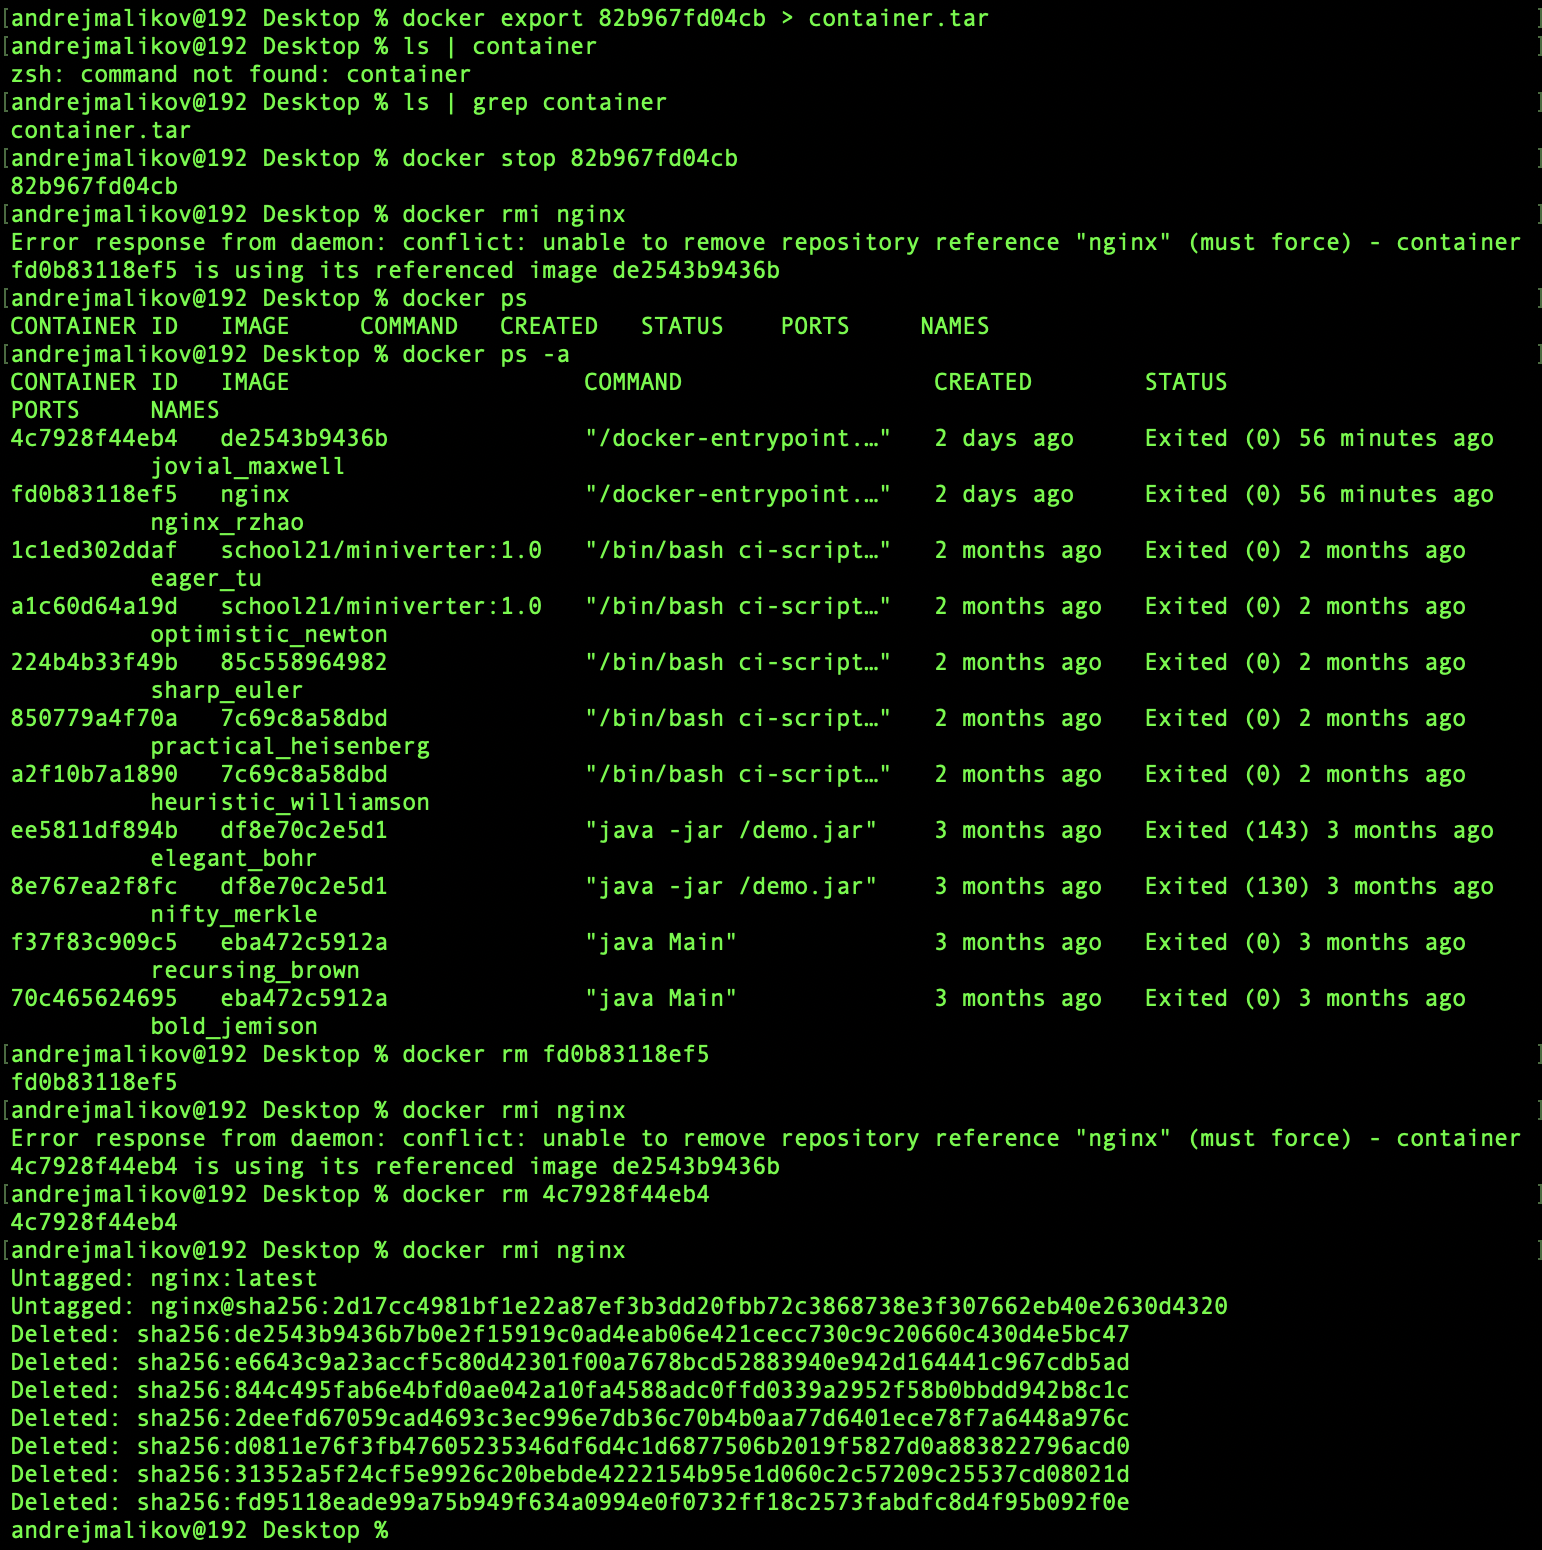 [andrejmalikov@192 Desktop % docker export 82b967fd04cb > container.tar ]
[andrejmalikov@192 Desktop % ls | container ]
zsh: command not found: container
[andrejmalikov@192 Desktop % ls | grep container ]
container.tar
[andrejmalikov@192 Desktop % docker stop 82b967fd04cb ]
82b967fd04cb
[andrejmalikov@192 Desktop % docker rmi nginx ]
Error response from daemon: conflict: unable to remove repository reference "nginx" (must force) - container
fd0b83118ef5 is using its referenced image de2543b9436b
[andrejmalikov@192 Desktop % docker ps ]
CONTAINER ID   IMAGE     COMMAND   CREATED   STATUS    PORTS     NAMES
[andrejmalikov@192 Desktop % docker ps -a ]
CONTAINER ID   IMAGE                     COMMAND                  CREATED        STATUS
PORTS     NAMES
4c7928f44eb4   de2543b9436b              "/docker-entrypoint.…"   2 days ago     Exited (0) 56 minutes ago
          jovial_maxwell
fd0b83118ef5   nginx                     "/docker-entrypoint.…"   2 days ago     Exited (0) 56 minutes ago
          nginx_rzhao
1c1ed302ddaf   school21/miniverter:1.0   "/bin/bash ci-script…"   2 months ago   Exited (0) 2 months ago
          eager_tu
a1c60d64a19d   school21/miniverter:1.0   "/bin/bash ci-script…"   2 months ago   Exited (0) 2 months ago
          optimistic_newton
224b4b33f49b   85c558964982              "/bin/bash ci-script…"   2 months ago   Exited (0) 2 months ago
          sharp_euler
850779a4f70a   7c69c8a58dbd              "/bin/bash ci-script…"   2 months ago   Exited (0) 2 months ago
          practical_heisenberg
a2f10b7a1890   7c69c8a58dbd              "/bin/bash ci-script…"   2 months ago   Exited (0) 2 months ago
          heuristic_williamson
ee5811df894b   df8e70c2e5d1              "java -jar /demo.jar"    3 months ago   Exited (143) 3 months ago
          elegant_bohr
8e767ea2f8fc   df8e70c2e5d1              "java -jar /demo.jar"    3 months ago   Exited (130) 3 months ago
          nifty_merkle
f37f83c909c5   eba472c5912a              "java Main"              3 months ago   Exited (0) 3 months ago
          recursing_brown
70c465624695   eba472c5912a              "java Main"              3 months ago   Exited (0) 3 months ago
          bold_jemison
[andrejmalikov@192 Desktop % docker rm fd0b83118ef5 ]
fd0b83118ef5
[andrejmalikov@192 Desktop % docker rmi nginx ]
Error response from daemon: conflict: unable to remove repository reference "nginx" (must force) - container
4c7928f44eb4 is using its referenced image de2543b9436b
[andrejmalikov@192 Desktop % docker rm 4c7928f44eb4 ]
4c7928f44eb4
[andrejmalikov@192 Desktop % docker rmi nginx ]
Untagged: nginx:latest
Untagged: nginx@sha256:2d17cc4981bf1e22a87ef3b3dd20fbb72c3868738e3f307662eb40e2630d4320
Deleted: sha256:de2543b9436b7b0e2f15919c0ad4eab06e421cecc730c9c20660c430d4e5bc47
Deleted: sha256:e6643c9a23accf5c80d42301f00a7678bcd52883940e942d164441c967cdb5ad
Deleted: sha256:844c495fab6e4bfd0ae042a10fa4588adc0ffd0339a2952f58b0bbdd942b8c1c
Deleted: sha256:2deefd67059cad4693c3ec996e7db36c70b4b0aa77d6401ece78f7a6448a976c
Deleted: sha256:d0811e76f3fb47605235346df6d4c1d6877506b2019f5827d0a883822796acd0
Deleted: sha256:31352a5f24cf5e9926c20bebde4222154b95e1d060c2c57209c25537cd08021d
Deleted: sha256:fd95118eade99a75b949f634a0994e0f0732ff18c2573fabdfc8d4f95b092f0e
andrejmalikov@192 Desktop %